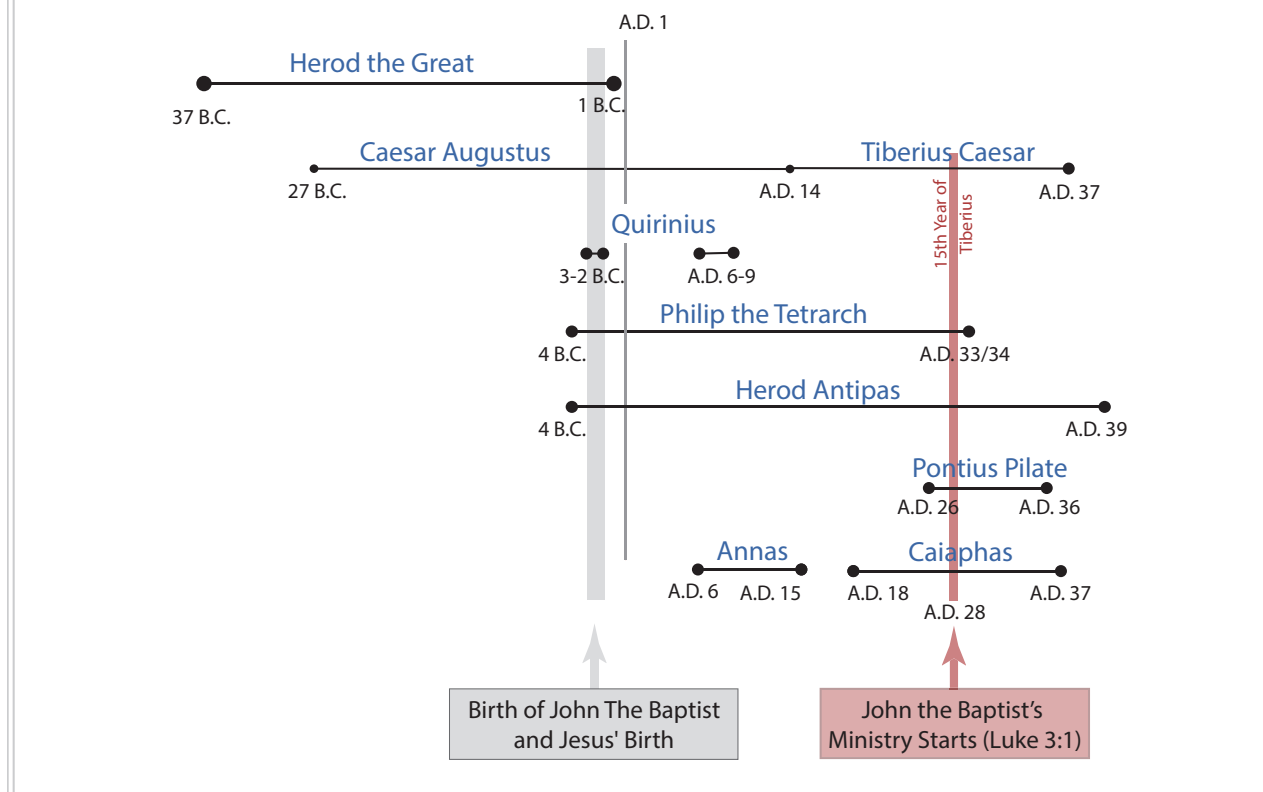 A.D. 1
Herod the Great
37 B.C.
1 B.C.
Caesar Augustus
Tiberius Caesar
27 B.C.
A.D. 14
A.D. 37
15th Year of
Tiberius
Quirinius
3-2 B.C.
A.D. 6-9
Philip the Tetrarch
4 B.C.
A.D. 33/34
Herod Antipas
4 B.C.
A.D. 39
Pontius Pilate
A.D. 26
A.D. 36
Annas
Caiaphas
A.D. 6
A.D. 15
A.D. 18
A.D. 37
A.D. 28
Birth of John The Baptist
and Jesus' Birth
John the Baptist’s
Ministry Starts (Luke 3:1)